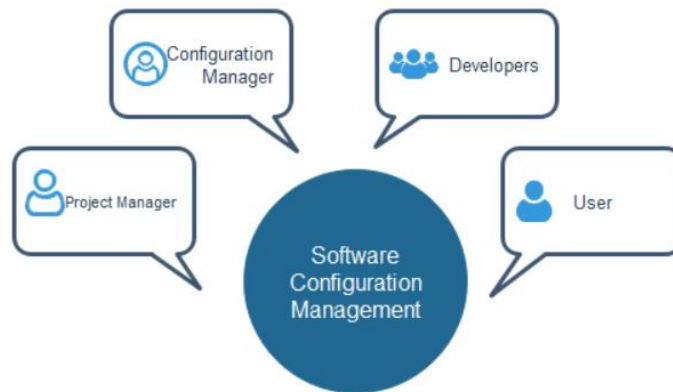 Configuration
Manager
Developers
Project Manager
User
Software
Configuration
Management